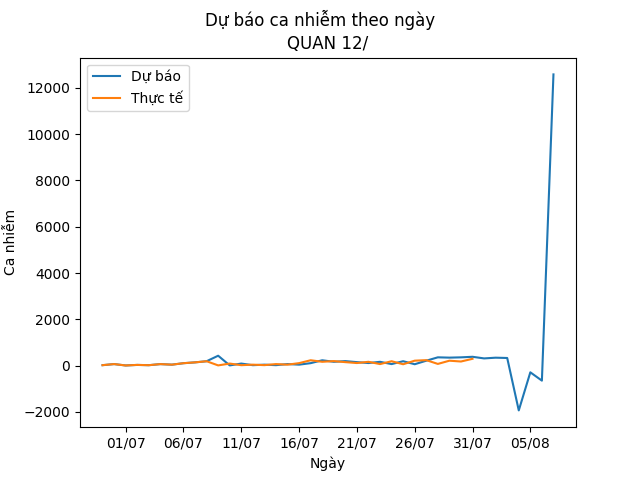 Dự báo ca nhiễm theo ngày
QUAN 12/
Dự báo
Thực tế
Ca nhiễm
12000
10000
8000
6000
4000
2000
0
−2000
01/07
06/07
11/07
16/07
21/07
26/07
31/07
05/08
Ngày